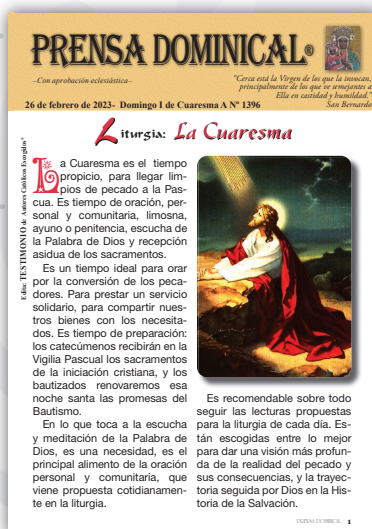 PRENSA DOMINICAL®
–Con aprobación eclesiástica–
"Cerca está la Virgen de los que la invocan,
principalmente de los que ve semejantes a
Ella en castidad y humildad."
San Bernardo
26 de febrero de 2023- Domingo I de Cuaresma A Nº 1396
Liturgia: La Cuaresma
Edita: TESTIMONIO de Autores Católicos Escogidos"
La Cuaresma es el tiempo
propicio, para llegar lim-
pios de pecado a la Pas-
cua. Es tiempo de oración, per-
sonal y comunitaria, limosna,
ayuno o penitencia, escucha de
la Palabra de Dios y recepción
asidua de los sacramentos.
Es un tiempo ideal para orar
por la conversión de los peca-
dores. Para prestar un servicio
solidario, para compartir nues-
tros bienes con los necesita-
dos. Es tiempo de preparación:
los catecúmenos recibirán en la
Vigilia Pascual los sacramentos
de la iniciación cristiana, y los
bautizados renovaremos esa
noche santa las promesas del
Bautismo.
En lo que toca a la escucha
y meditación de la Palabra de
Dios, es una necesidad, es el
principal alimento de la oración
personal y comunitaria, que
viene propuesta cotidianamen-
te en la liturgia.
Es recomendable sobre todo
seguir las lecturas propuestas
para la liturgia de cada día. Es-
tán escogidas entre lo mejor
para dar una visión más profun-
da de la realidad del pecado y
sus consecuencias, y la trayec-
toria seguida por Dios en la His-
toria de la Salvación.
PRENSA DOMINICAL 1